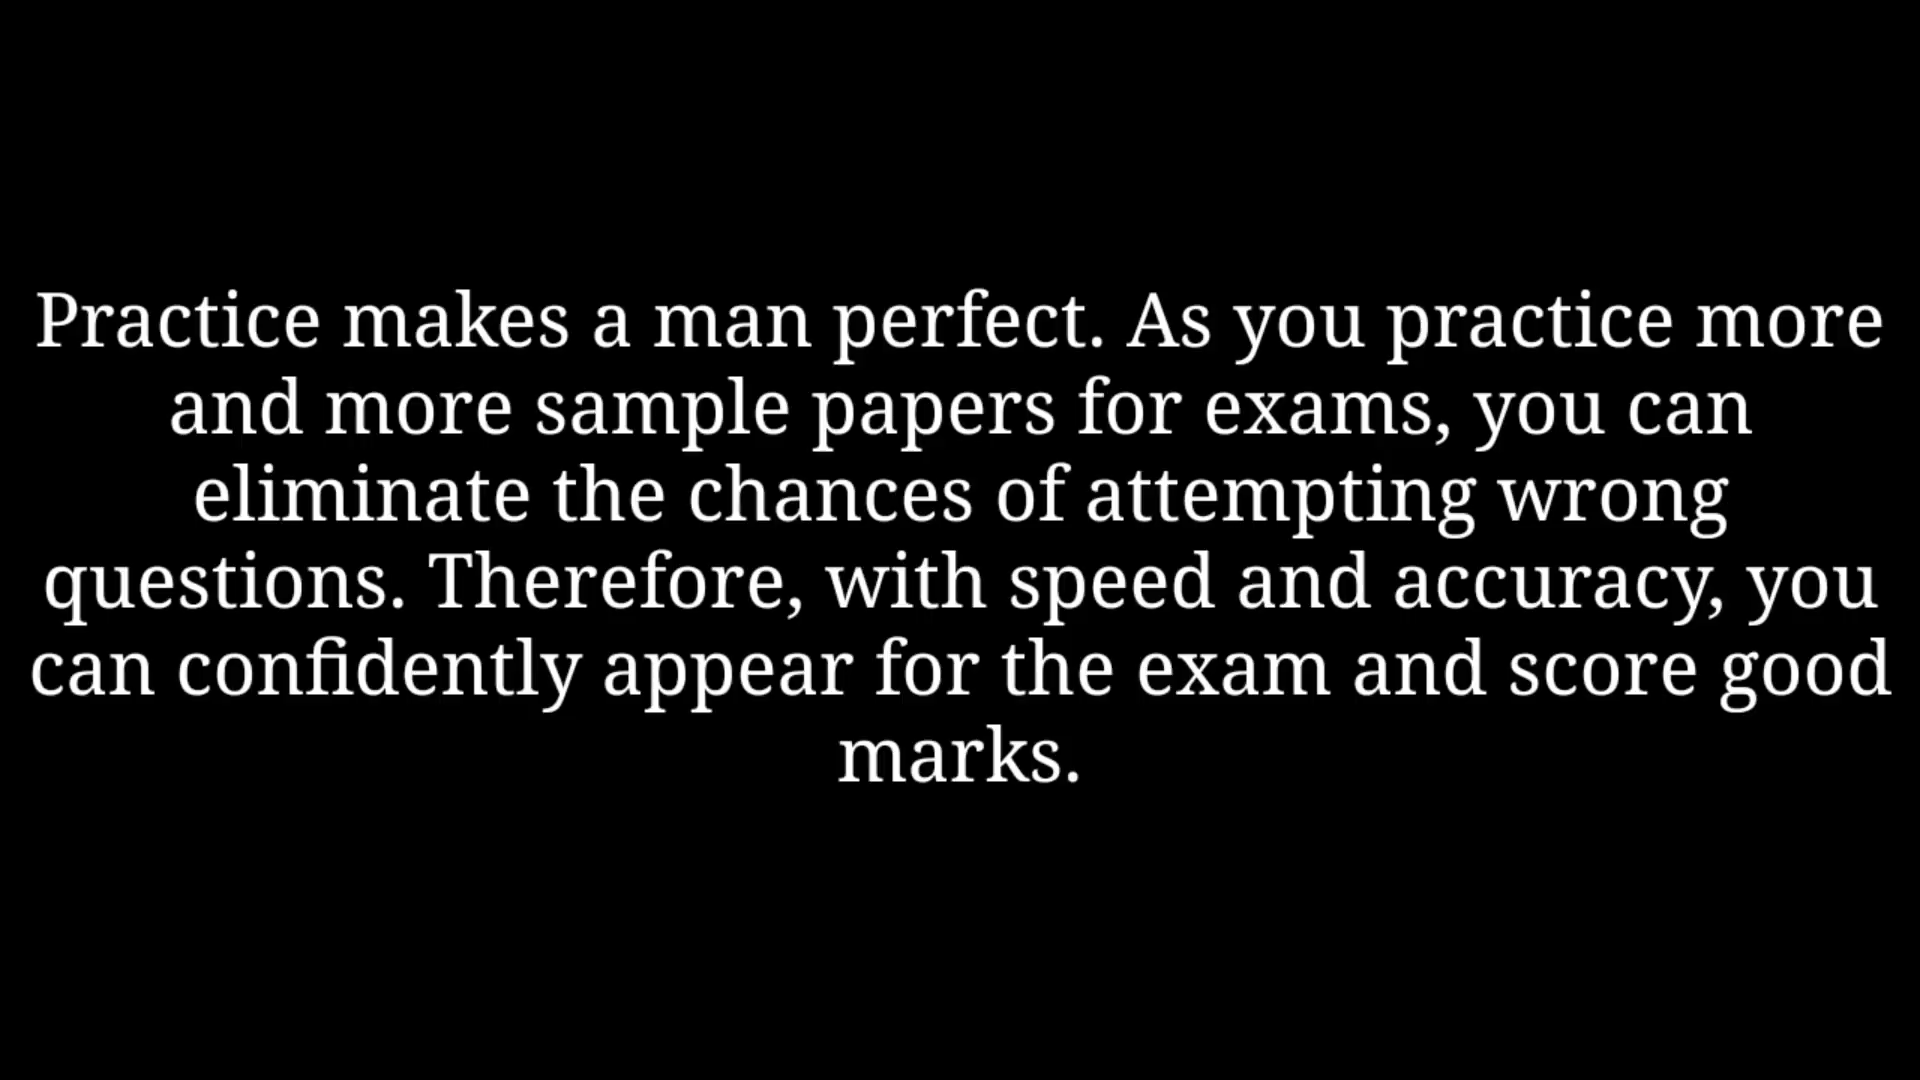 Practice makes a man perfect. As you practice more
and more sample papers for exams, you can
eliminate the chances of attempting wrong
questions. Therefore, with speed and accuracy, you
can confidently appear for the exam and score good
marks.